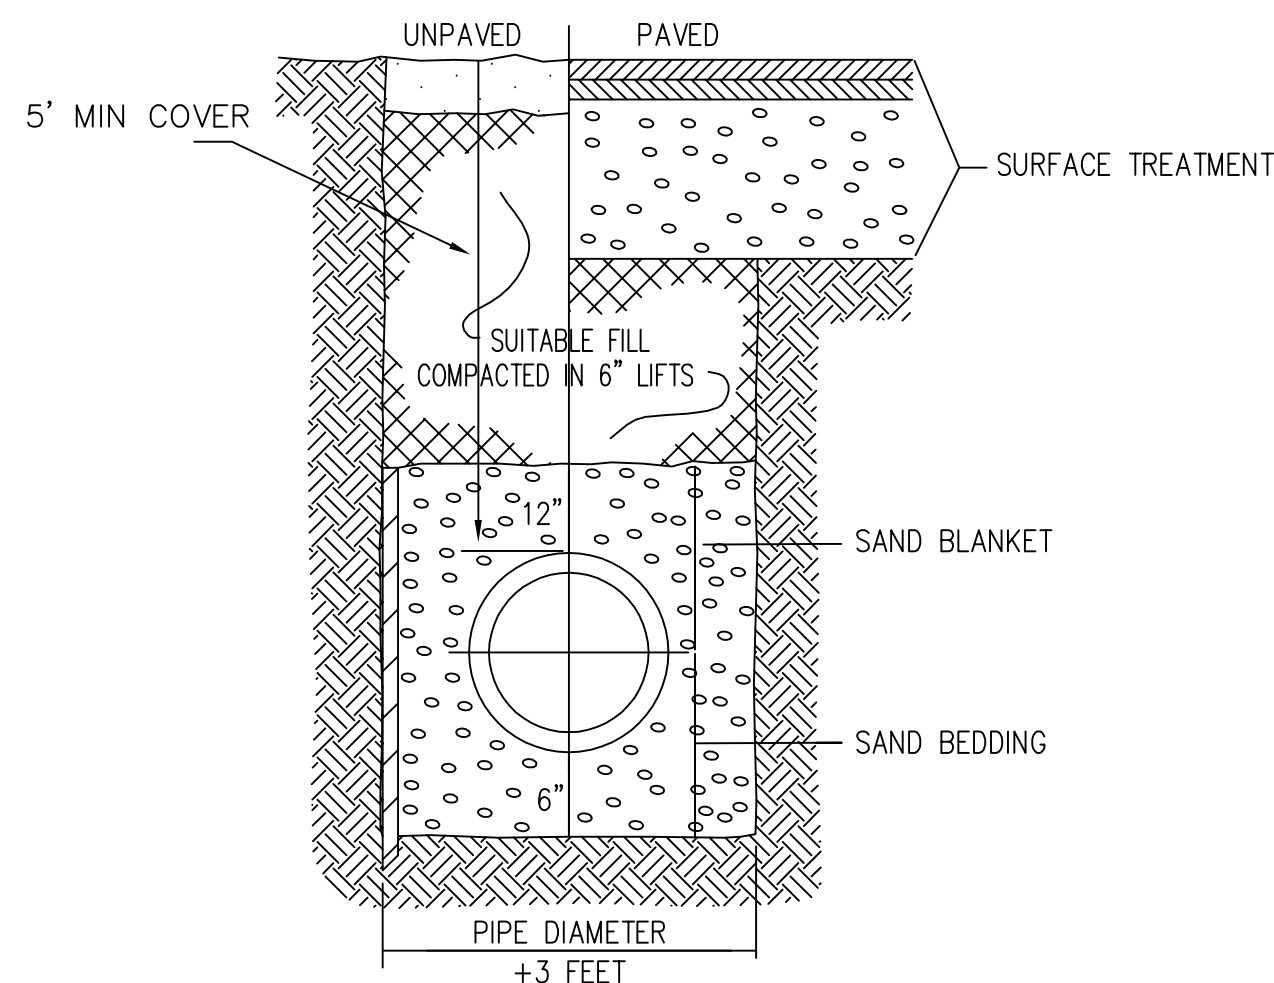 UNPAVED
PAVED
5' MIN COVER
SURFACE TREATMENT
SUITABLE FILL
COMPACTED IN 6” LIFTS
12”
SAND BLANKET
SAND BEDDING
6”
PIPE DIAMETER
+3 FEET